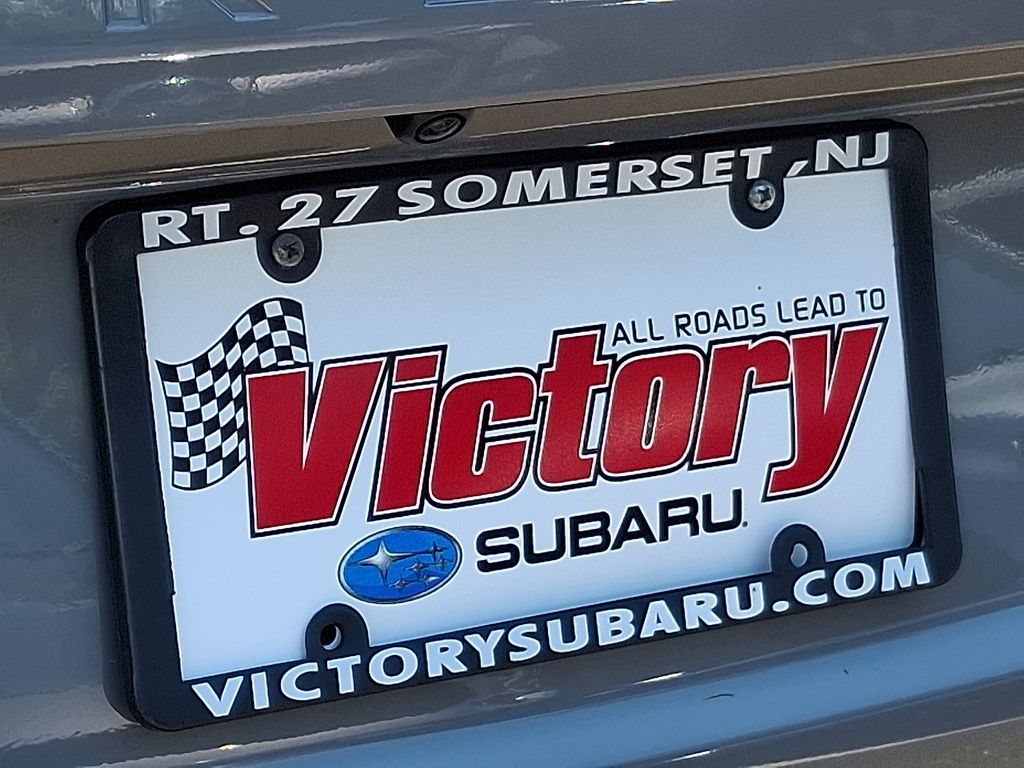 RT. 27 SOMERSET, NJ
ALL ROADS LEAD TO
Victory
SUBARU.
VICTORYSUBARU.COM